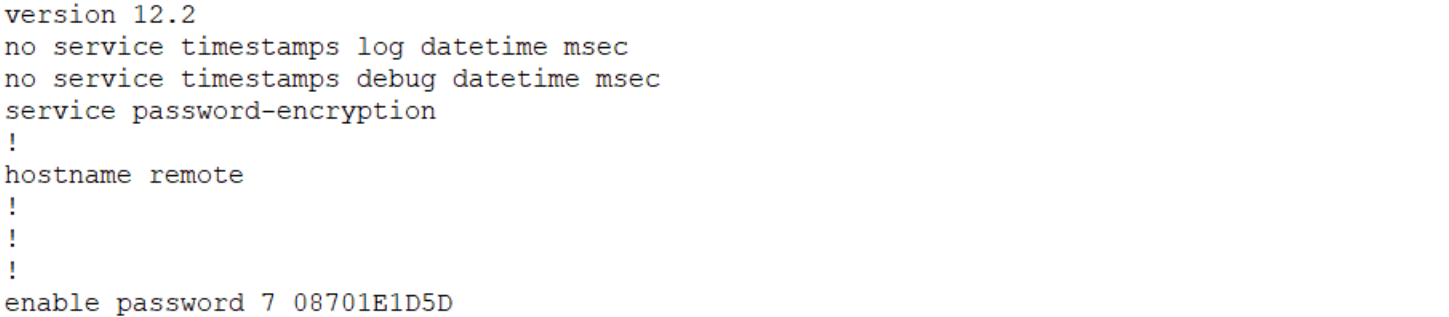 version 12.2
no service timestamps log datetime msec
no service timestamps debug datetime msec
service password-encryption
!
hostname remote
!
!
!
enable password 7 08701E1D5D